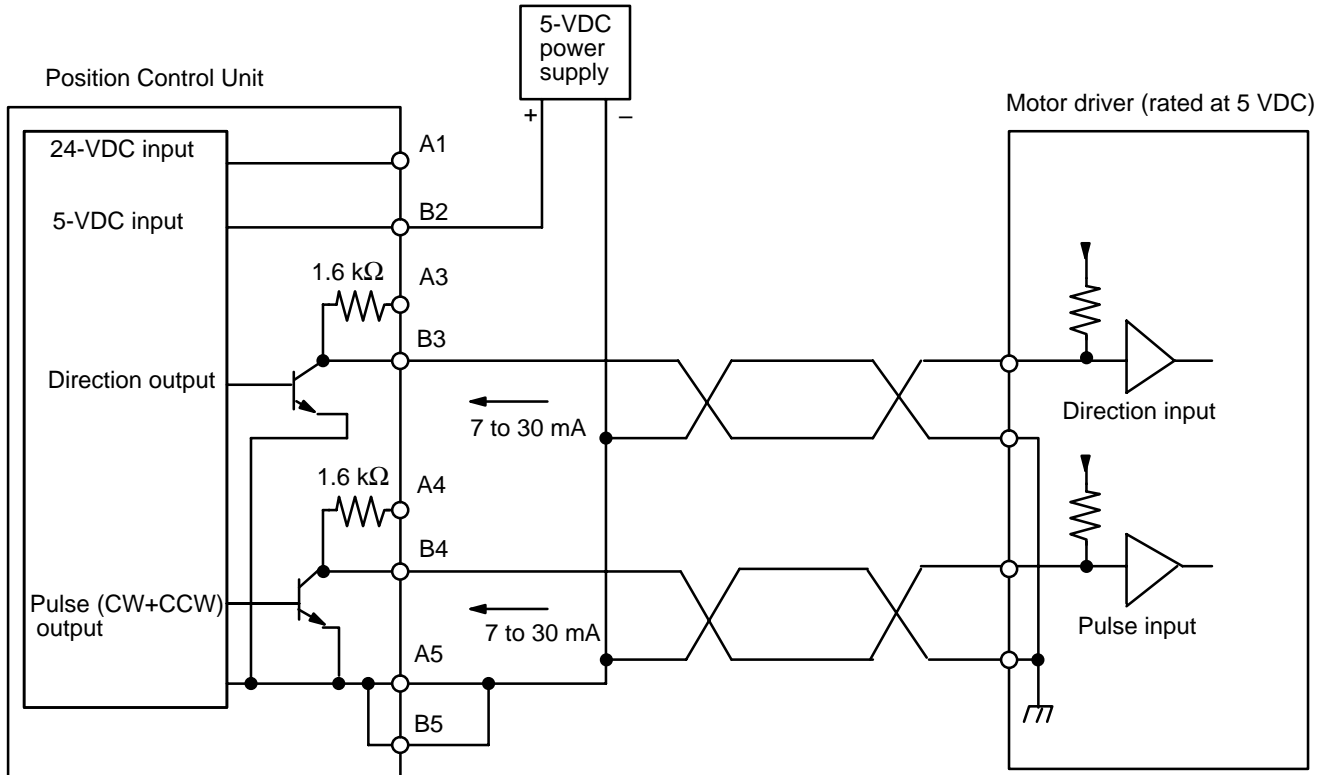 5-VDC
power
supply
Position Control Unit
+
–
Motor driver (rated at 5 VDC)
24-VDC input
A1
5-VDC input
B2
1.6 kΩ
A3
B3
Direction output
7 to 30 mA
Direction input
1.6 kΩ
A4
B4
Pulse (CW+CCW)
output
7 to 30 mA
Pulse input
A5
B5